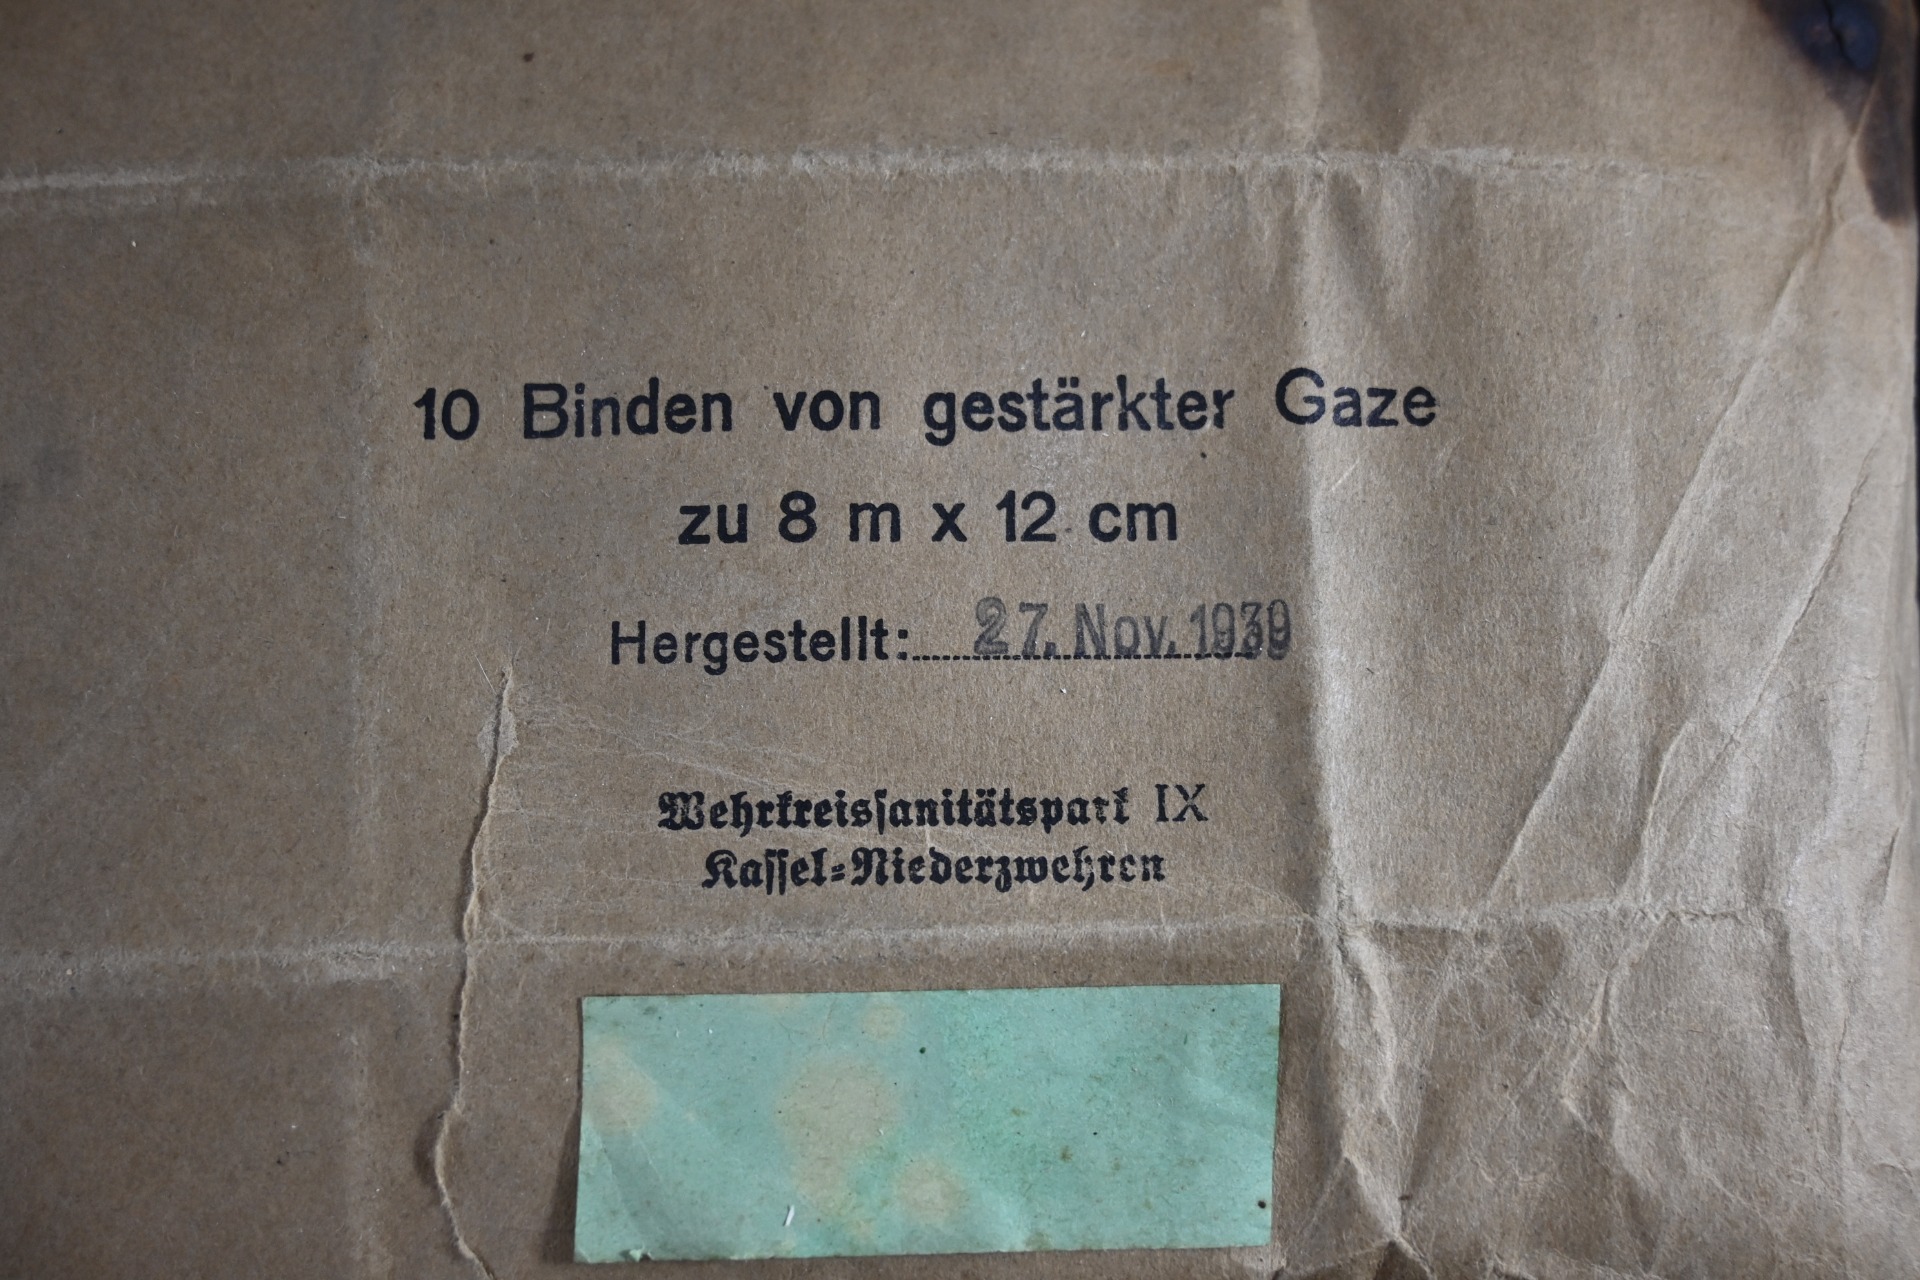 10 Binden von gestärkter Gaze
zu 8 m x 12 cm
Hergestellt: 27. Nov. 1939
Wehrkreissanitätspark IX
Kassel-Niederzwehren